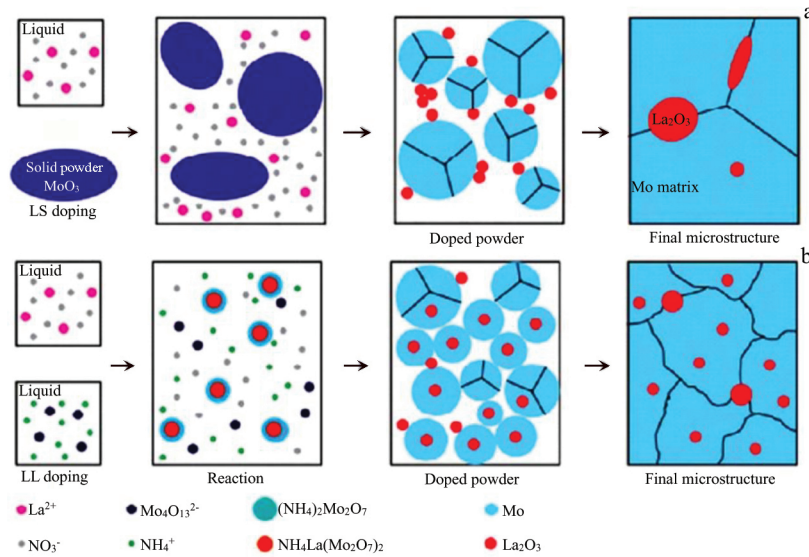 a
Liquid
Solid powder
MoO₃
LS doping
La₂O₃
Mo matrix
Doped powder
Final microstructure
b
Liquid
Liquid
LL doping
Reaction
Doped powder
Final microstructure
La²⁺
Mo₄O₁₃²⁻
(NH₄)₂Mo₂O₇
Mo
NO₃⁻
NH₄⁺
NH₄La(Mo₂O₇)₂
La₂O₃